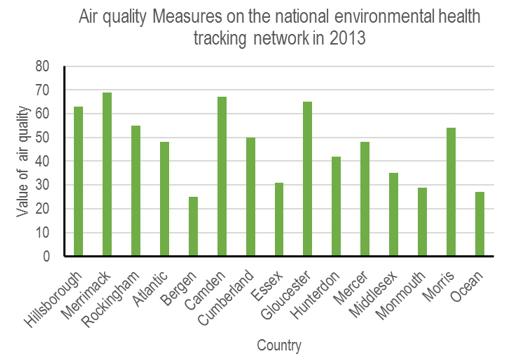 Air quality Measures on the national environmental health
tracking network in 2013
Value of air quality
80
70
60
50
40
30
20
10
0
Hillsborough
Merrimack
Rockingham
Atlantic
Bergen
Camden
Cumberland
Essex
Gloucester
Hunterdon
Mercer
Middlesex
Monmouth
Morris
Ocean
Country